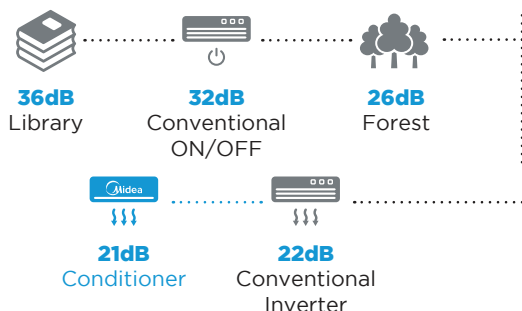 36dB
Library
32dB
Conventional
ON/OFF
26dB
Forest
Midea
21dB
Conditioner
22dB
Conventional
Inverter